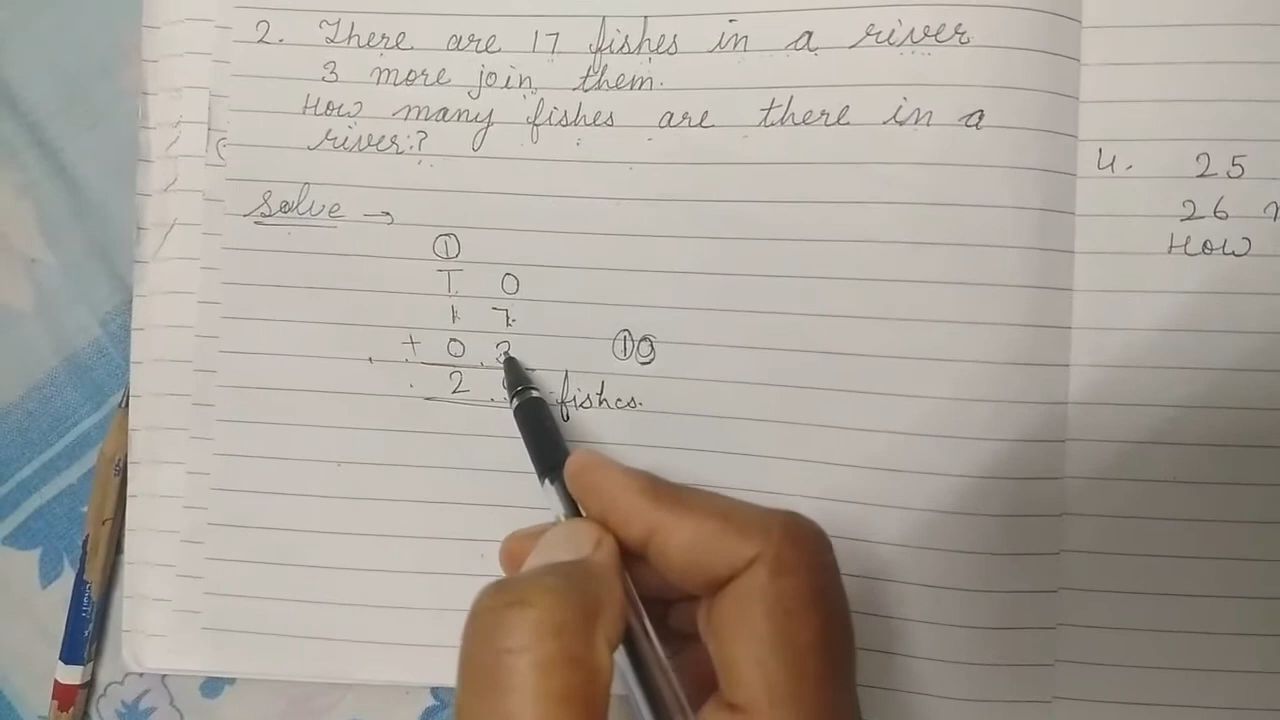 2. There are 17 fishes in a river
3 more join them.
How many fishes are there in a
river?
Solve →
①
T O
1 7
+ 0 3
①⓪
2 fishes.
4. 25
26
How